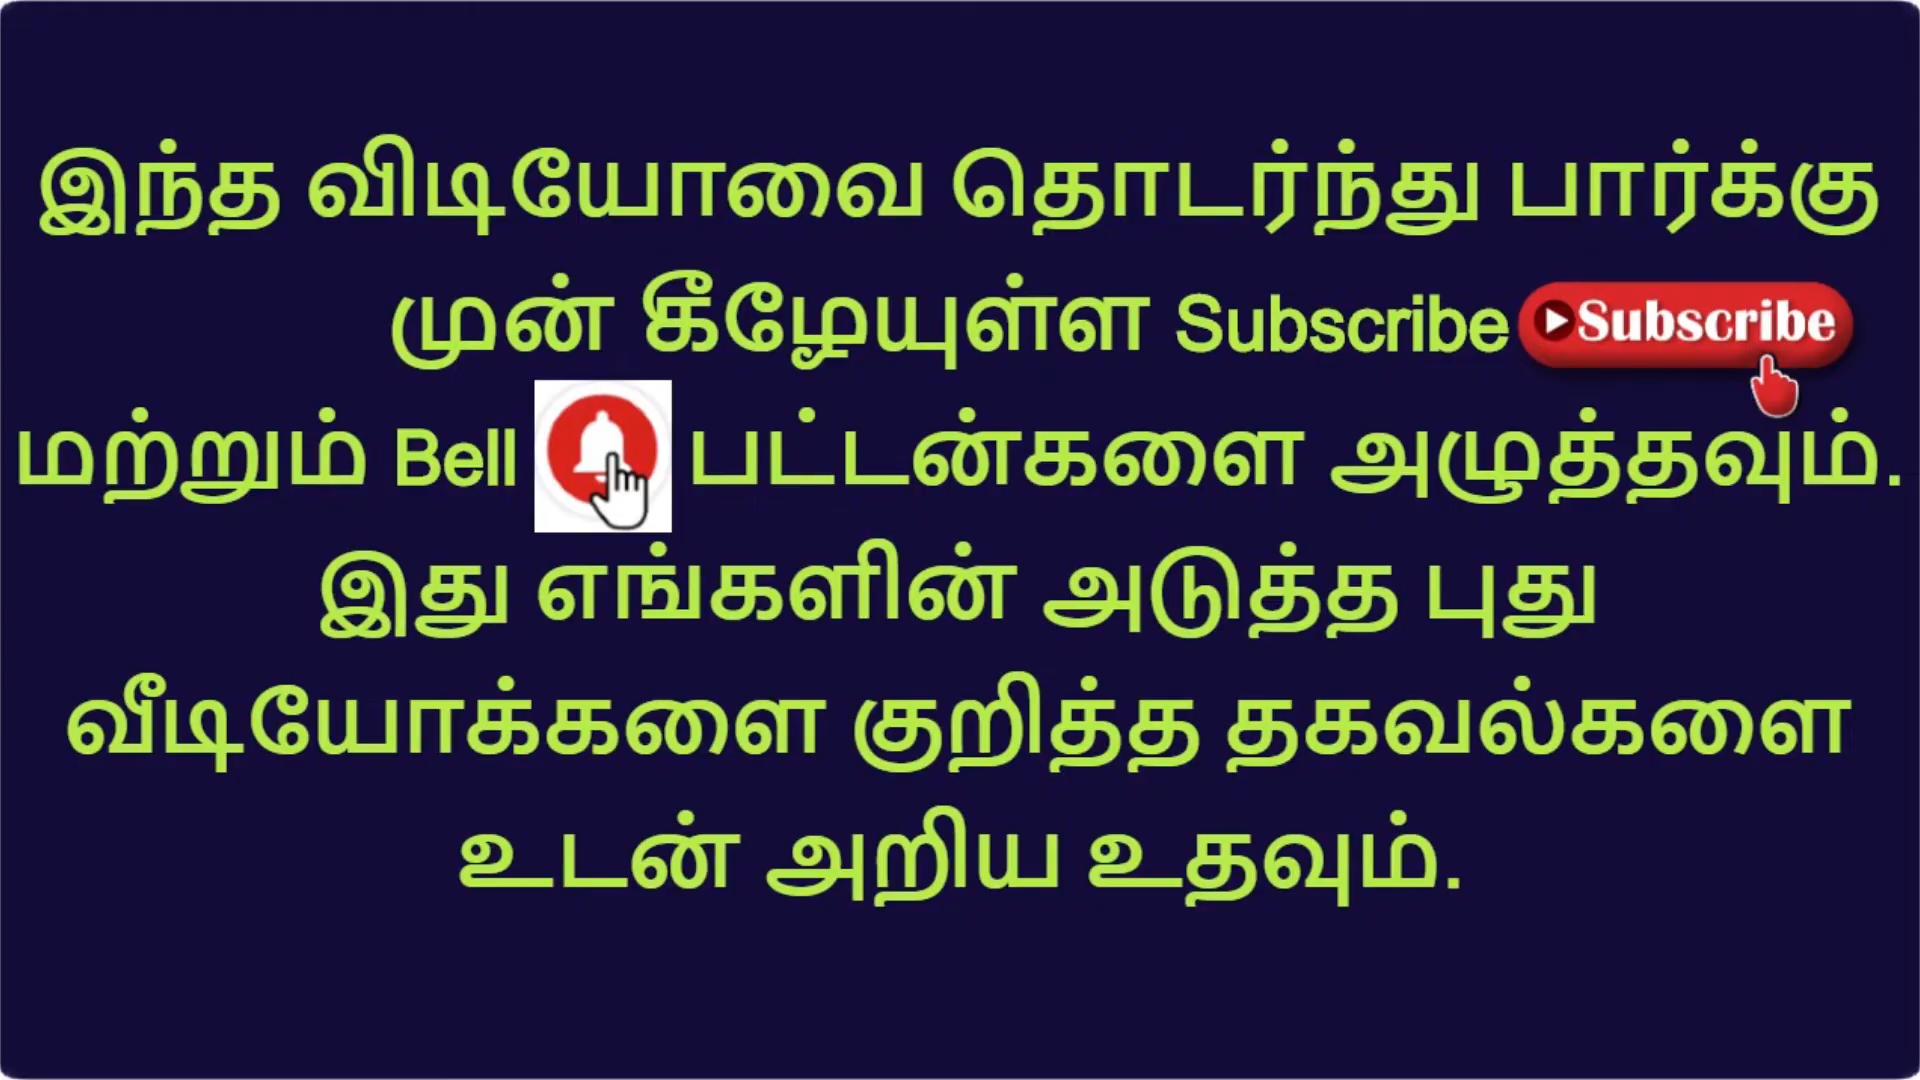 இந்த விடியோவை தொடர்ந்து பார்க்கு
முன் கீழேயுள்ள Subscribe Subscribe
மற்றும் Bell பட்டன்களை அழுத்தவும்.
இது எங்களின் அடுத்த புது
வீடியோக்களை குறித்த தகவல்களை
உடன் அறிய உதவும்.